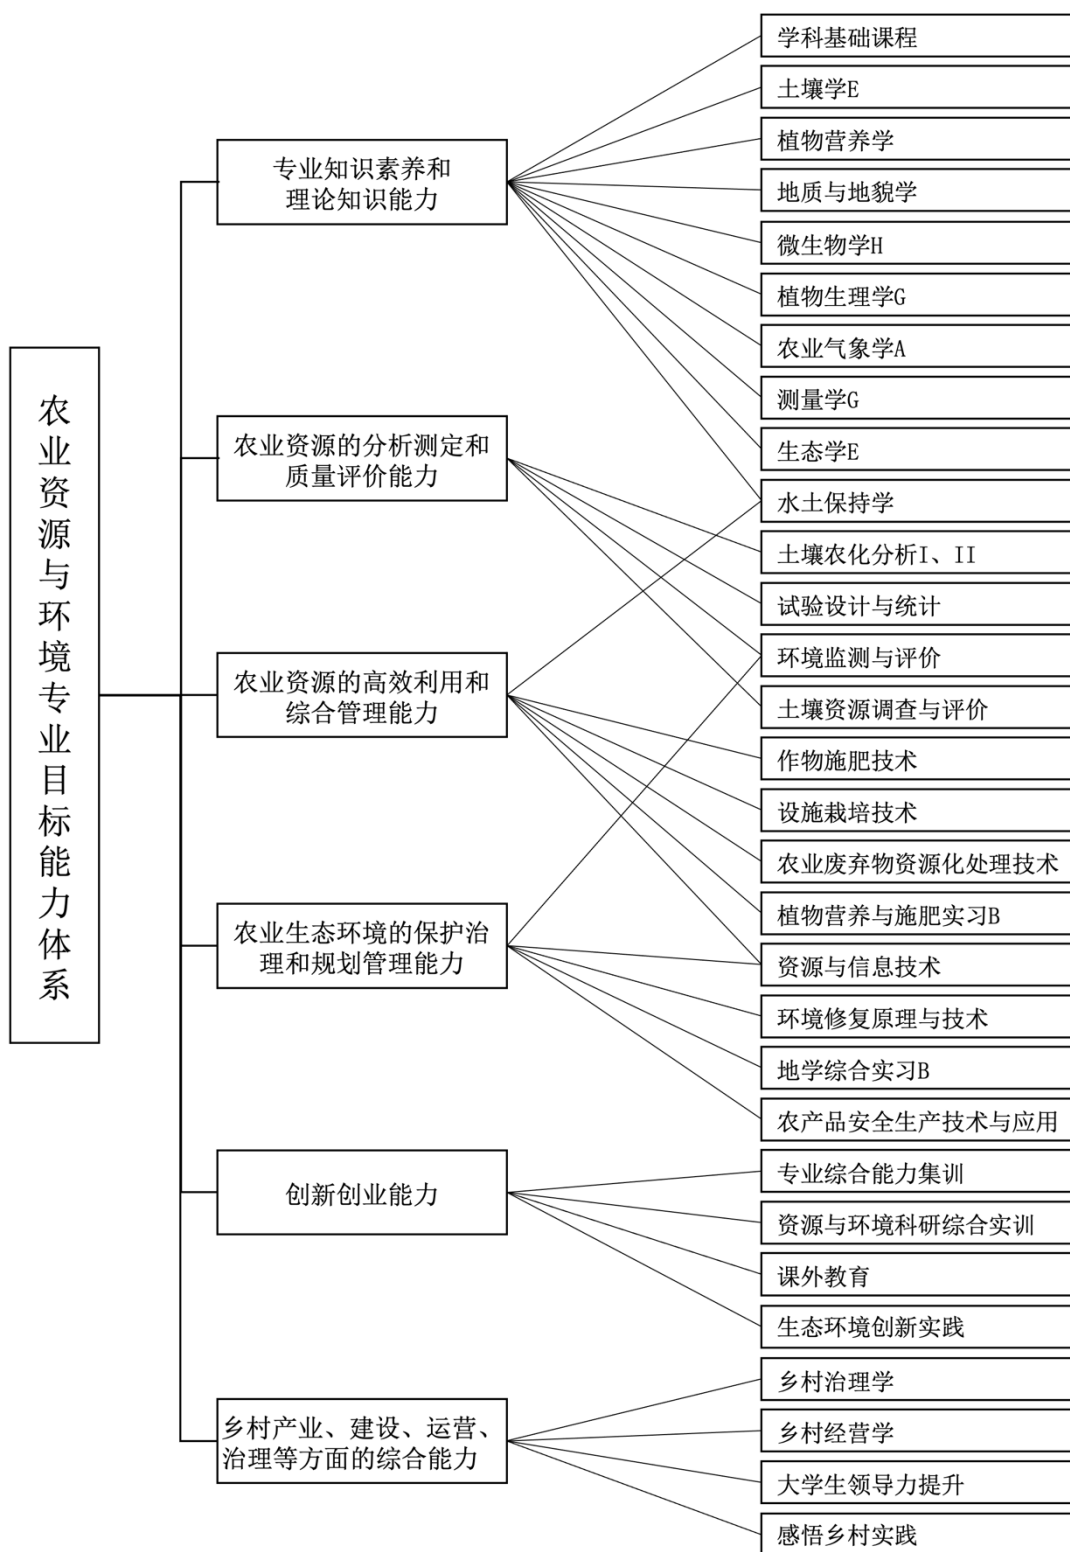 农业资源与环境专业目标能力体系
专业知识素养和
理论知识能力
农业资源的分析测定和
质量评价能力
农业资源的高效利用和
综合管理能力
农业生态环境的保护治
理和规划管理能力
创新创业能力
乡村产业、建设、运营、
治理等方面的综合能力
学科基础课程
土壤学E
植物营养学
地质与地貌学
微生物学H
植物生理学G
农业气象学A
测量学G
生态学E
水土保持学
土壤农化分析I、II
试验设计与统计
环境监测与评价
土壤资源调查与评价
作物施肥技术
设施栽培技术
农业废弃物资源化处理技术
植物营养与施肥实习B
资源与信息技术
环境修复原理与技术
地学综合实习B
农产品安全生产技术与应用
专业综合能力集训
资源与环境科研综合实训
课外教育
生态环境创新实践
乡村治理学
乡村经营学
大学生领导力提升
感悟乡村实践